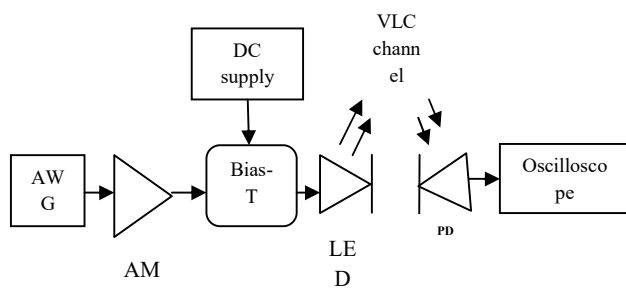 VLC
chann
el
DC
supply
AW
G
Bias-
T
Oscillosco
pe
PD
AM
LE
D